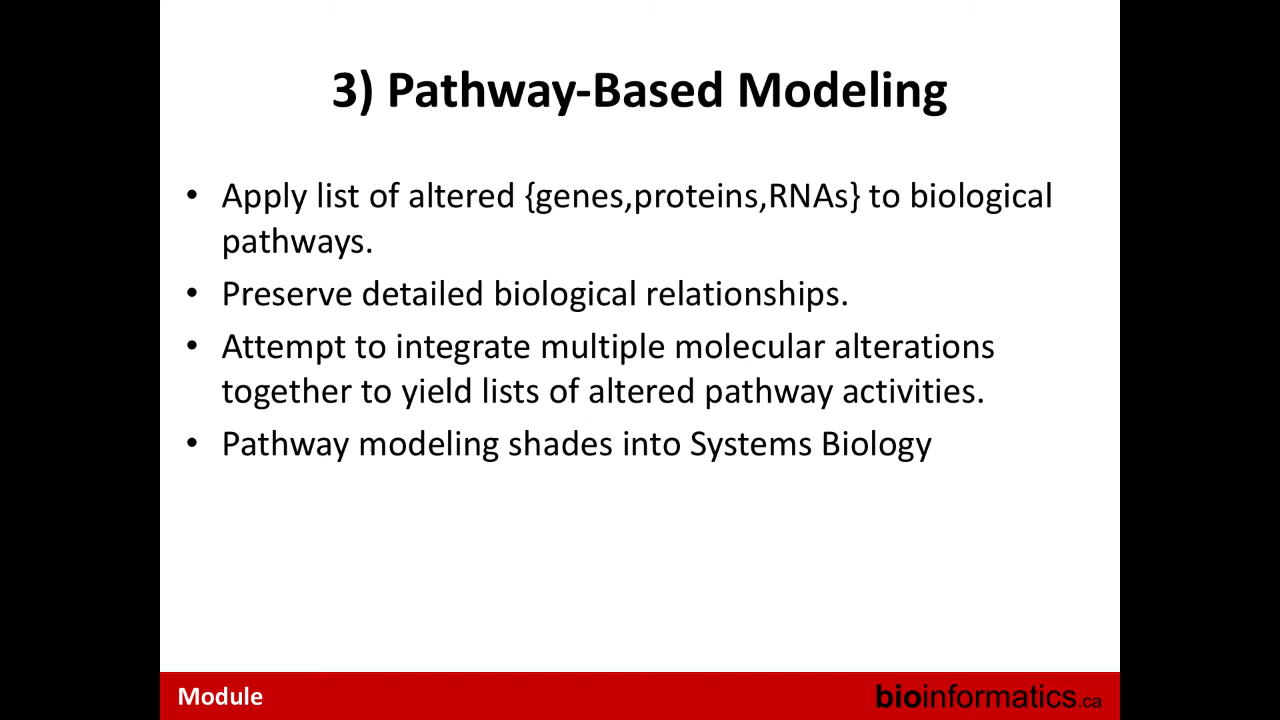 3) Pathway-Based Modeling
• Apply list of altered {genes,proteins,RNAs} to biological
pathways.
• Preserve detailed biological relationships.
• Attempt to integrate multiple molecular alterations
together to yield lists of altered pathway activities.
• Pathway modeling shades into Systems Biology
Module
bioinformatics.ca